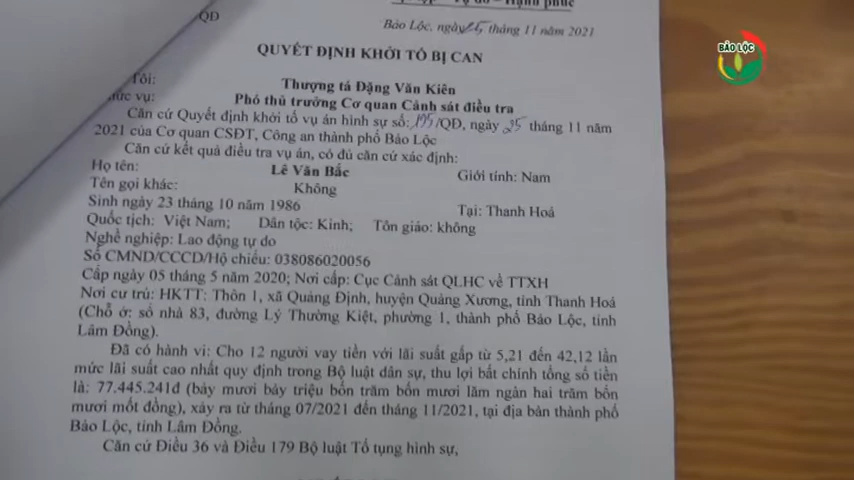 QĐ
Bảo Lộc, ngày 25 tháng 11 năm 2021
BẢO LỘC
QUYẾT ĐỊNH KHỞI TỐ BỊ CAN
Tôi: Thượng tá Đặng Văn Kiên
vụ: Phó thủ trưởng Cơ quan Cảnh sát điều tra
Căn cứ Quyết định khởi tố vụ án hình sự số: 195/QĐ, ngày 25 tháng 11 năm
2021 của Cơ quan CSĐT, Công an thành phố Bảo Lộc
Căn cứ kết quả điều tra vụ án, có đủ căn cứ xác định:
Họ tên: Lê Văn Bắc Giới tính: Nam
Tên gọi khác: Không
Sinh ngày 23 tháng 10 năm 1986 Tại: Thanh Hoá
Quốc tịch: Việt Nam; Dân tộc: Kinh; Tôn giáo: không
Nghề nghiệp: Lao động tự do
Số CMND/CCCD/Hộ chiếu: 038086020056
Cấp ngày 05 tháng 5 năm 2020; Nơi cấp: Cục Cảnh sát QLHC về TTXH
Nơi cư trú: HKTT: Thôn 1, xã Quảng Định, huyện Quảng Xương, tỉnh Thanh Hoá
(Chỗ ở: số nhà 83, đường Lý Thường Kiệt, phường 1, thành phố Bảo Lộc, tỉnh
Lâm Đồng).
Đã có hành vi: Cho 12 người vay tiền với lãi suất gấp từ 5,21 đến 42,12 lần
mức lãi suất cao nhất quy định trong Bộ luật dân sự, thu lợi bất chính tổng số tiền
là: 77.445.241đ (bảy mươi bảy triệu bốn trăm bốn mươi lăm ngàn hai trăm bốn
mươi mốt đồng), xảy ra từ tháng 07/2021 đến tháng 11/2021, tại địa bàn thành phố
Bảo Lộc, tỉnh Lâm Đồng.
Căn cứ Điều 36 và Điều 179 Bộ luật Tố tụng hình sự,